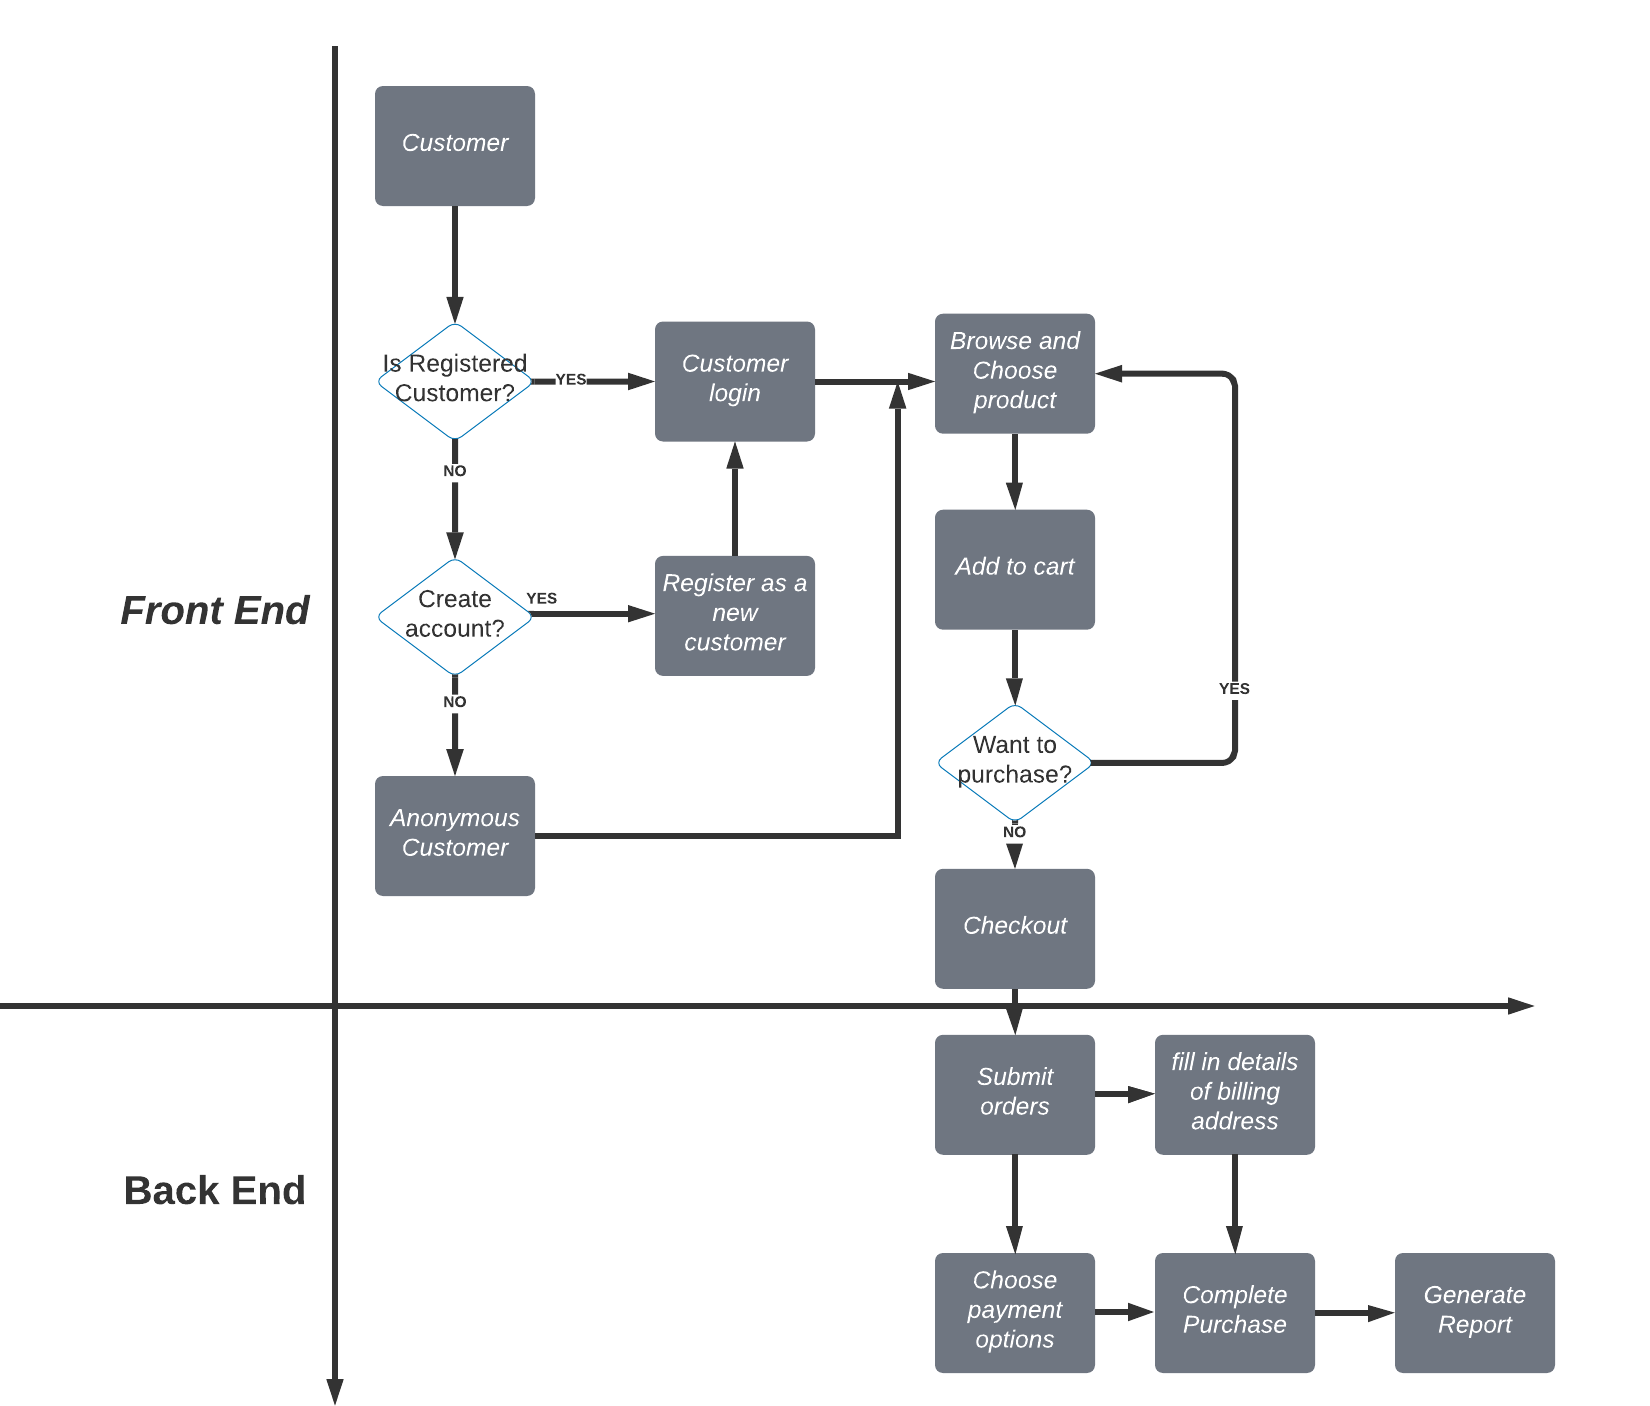 Customer
Is Registered
Customer?
YES
Customer
login
Browse and
Choose
product
NO
Front End
Create
account?
YES
Register as a
new
customer
Add to cart
NO
YES
Want to
purchase?
Anonymous
Customer
NO
Checkout
Back End
Submit
orders
fill in details
of billing
address
Choose
payment
options
Complete
Purchase
Generate
Report